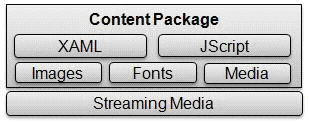 Content Package
XAML JScript
Images Fonts Media
Streaming Media